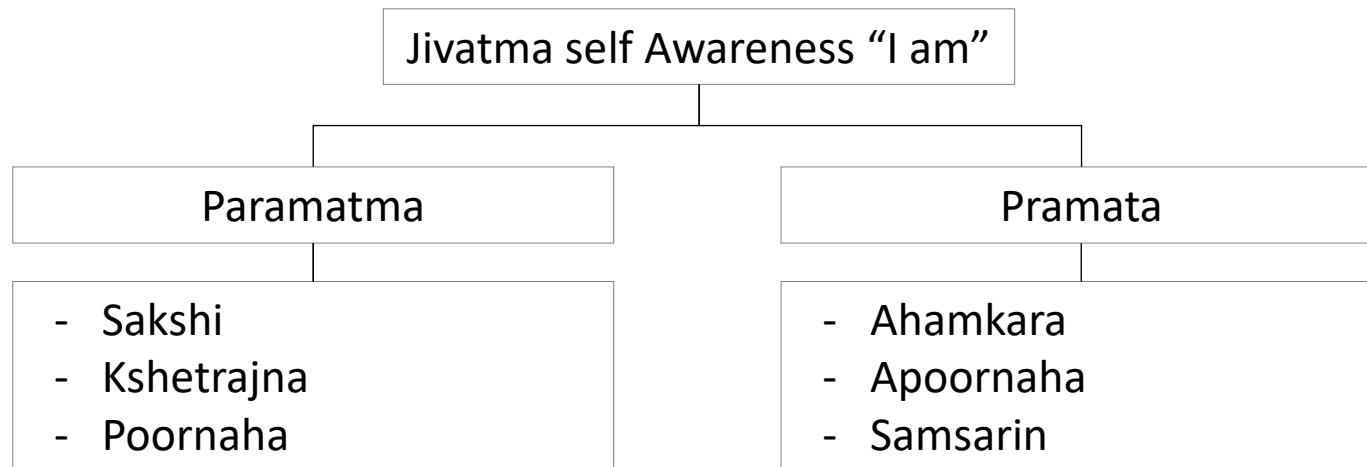 Jivatma self Awareness “I am”
Paramatma
Pramata
- Sakshi
- Kshetrajna
- Poornaha
- Ahamkara
- Apoornaha
- Samsarin